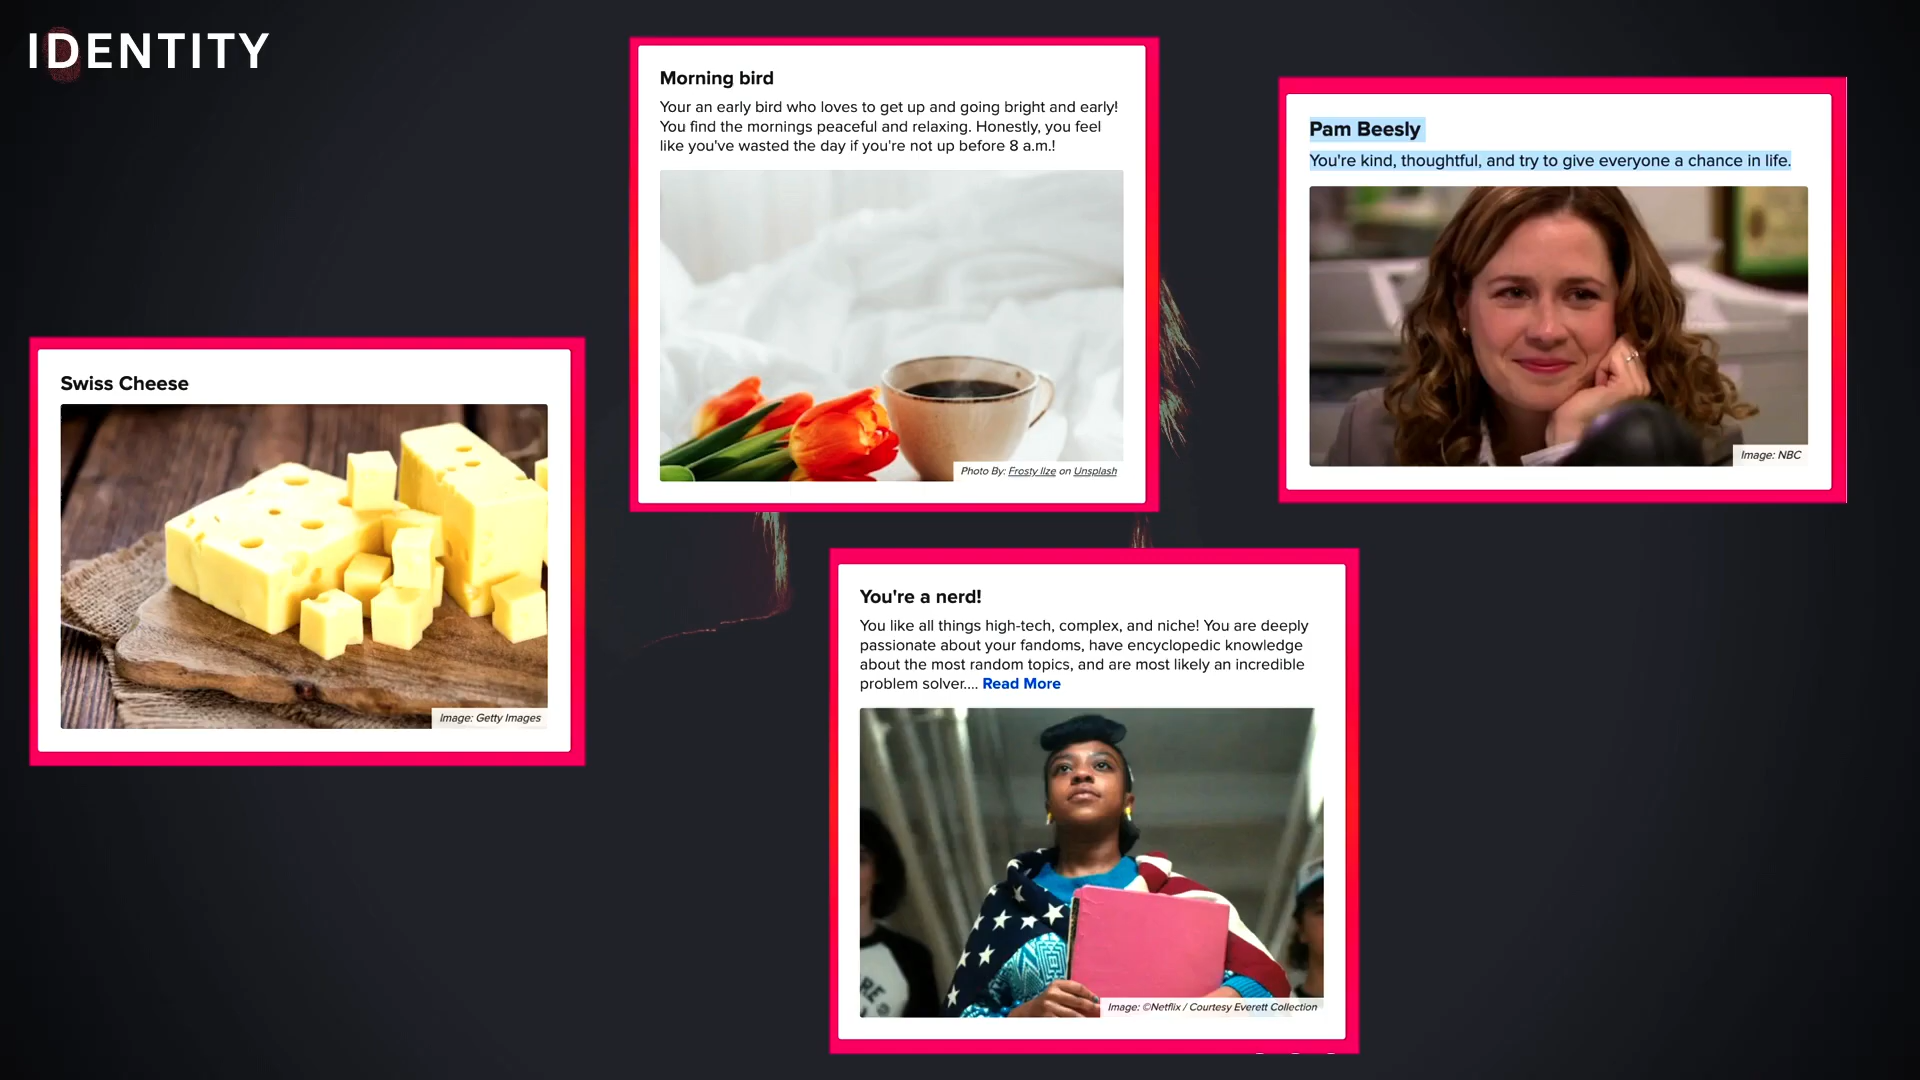 IDENTITY
Morning bird
Your an early bird who loves to get up and going bright and early!
You find the mornings peaceful and relaxing. Honestly, you feel
like you've wasted the day if you're not up before 8 a.m.!
Photo By: Frosty Ilze on Unsplash
Pam Beesly
You're kind, thoughtful, and try to give everyone a chance in life.
Image: NBC
Swiss Cheese
Image: Getty Images
You're a nerd!
You like all things high-tech, complex, and niche! You are deeply
passionate about your fandoms, have encyclopedic knowledge
about the most random topics, and are most likely an incredible
problem solver.... Read More
Image: ©Netflix / Courtesy Everett Collection